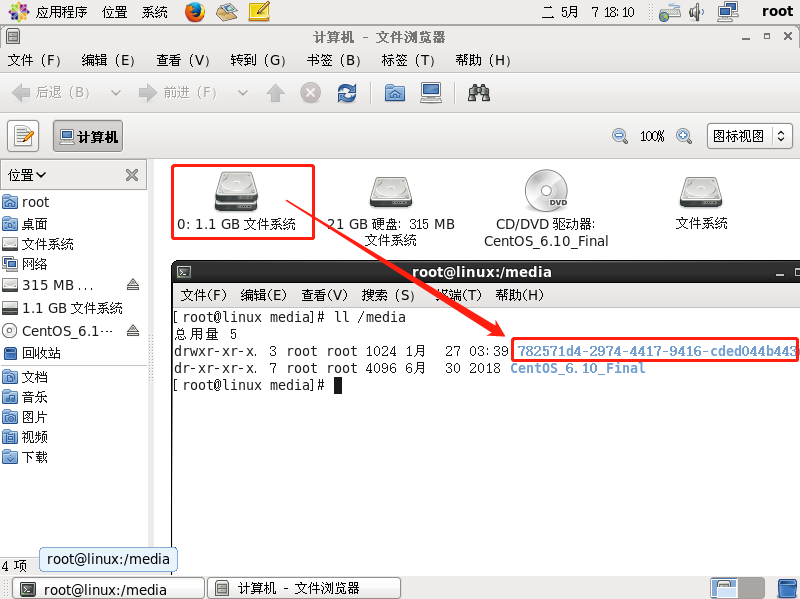 应用程序 位置 系统 二 5月 7 18:10 root
计算机 - 文件浏览器
文件 (F) 编辑 (E) 查看 (V) 转到 (G) 书签 (B) 标签 (T) 帮助 (H)
后退 (B) 前进 (F)
计算机 100% 图标视图
位置
root
桌面
文件系统
网络
315 MB ...
1.1 GB 文件系统
CentOS_6.1...
回收站
文档
音乐
图片
视频
下载
4 项
0: 1.1 GB 文件系统
21 GB 硬盘: 315 MB
文件系统
DVD
CD/DVD 驱动器:
CentOS_6.10_Final
文件系统
root@linux:/media
文件(F) 编辑(E) 查看(V) 搜索 (S) 终端(T) 帮助(H)
[root@linux media]# ll /media
总用量 5
drwxr-xr-x. 3 root root 1024 1月 27 03:39 782571d4-2974-4417-9416-cded044b443
dr-xr-xr-x. 7 root root 4096 6月 30 2018 CentOS_6.10_Final
[root@linux media]#
root@linux:/media
root@linux:/media 计算机 - 文件浏览器